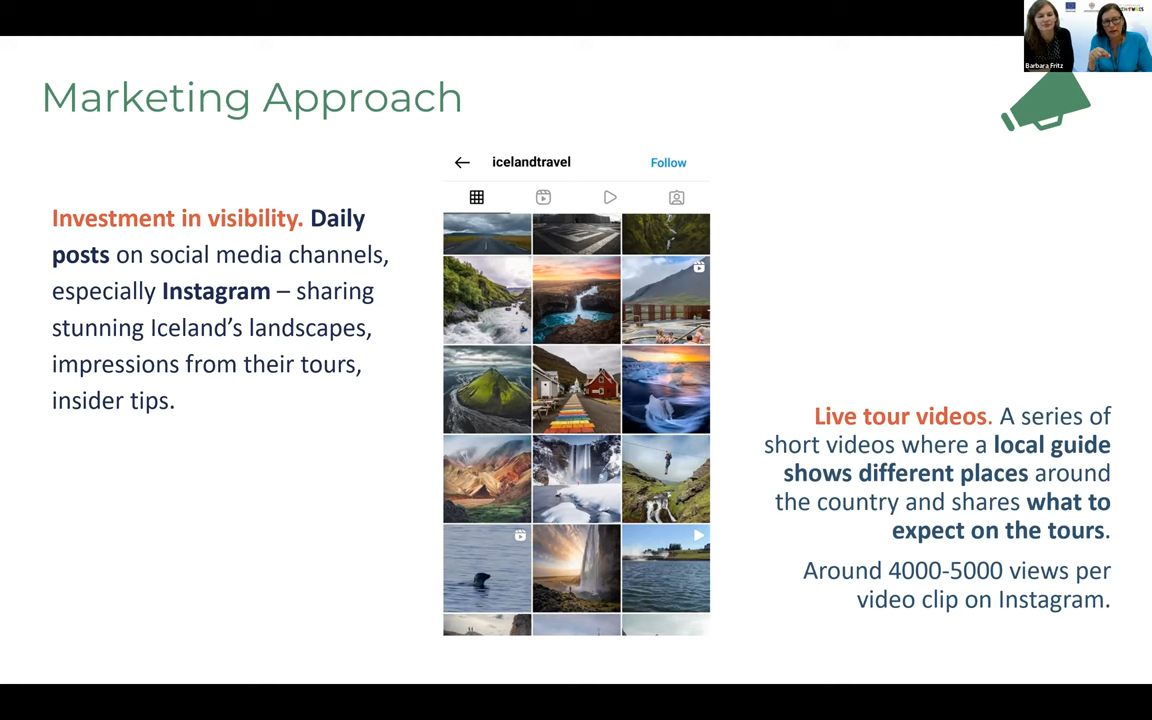 Barbara Fritz
Marketing Approach
Investment in visibility. Daily
posts on social media channels,
especially Instagram – sharing
stunning Iceland's landscapes,
impressions from their tours,
insider tips.
icelandtravel
Follow
Live tour videos. A series of
short videos where a local guide
shows different places around
the country and shares what to
expect on the tours.
Around 4000-5000 views per
video clip on Instagram.